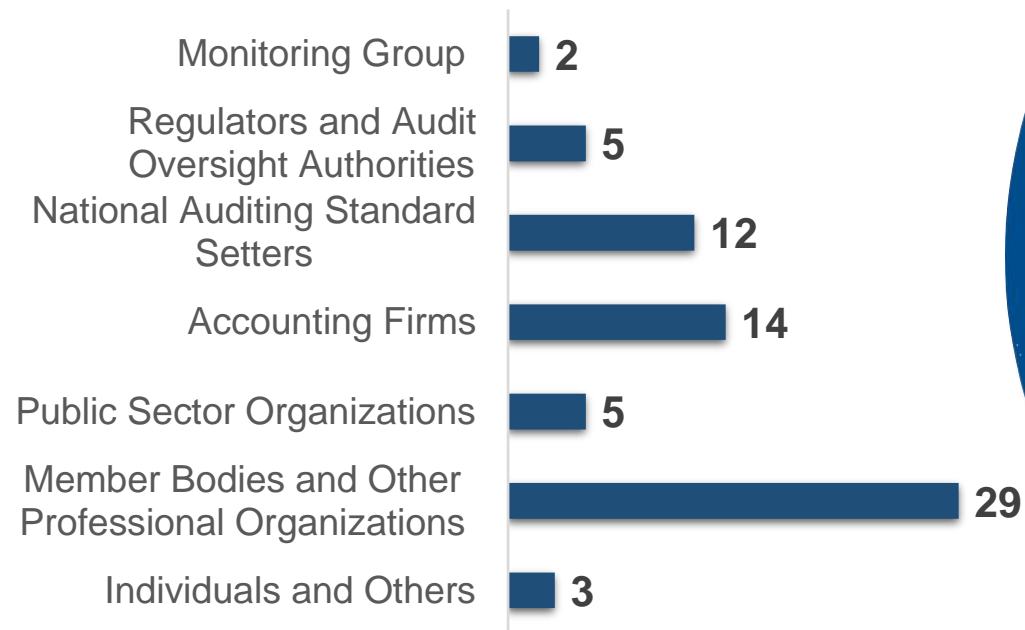 Monitoring Group
2
Regulators and Audit
Oversight Authorities
5
National Auditing Standard
Setters
12
Accounting Firms
14
Public Sector Organizations
5
Member Bodies and Other
Professional Organizations
29
Individuals and Others
3